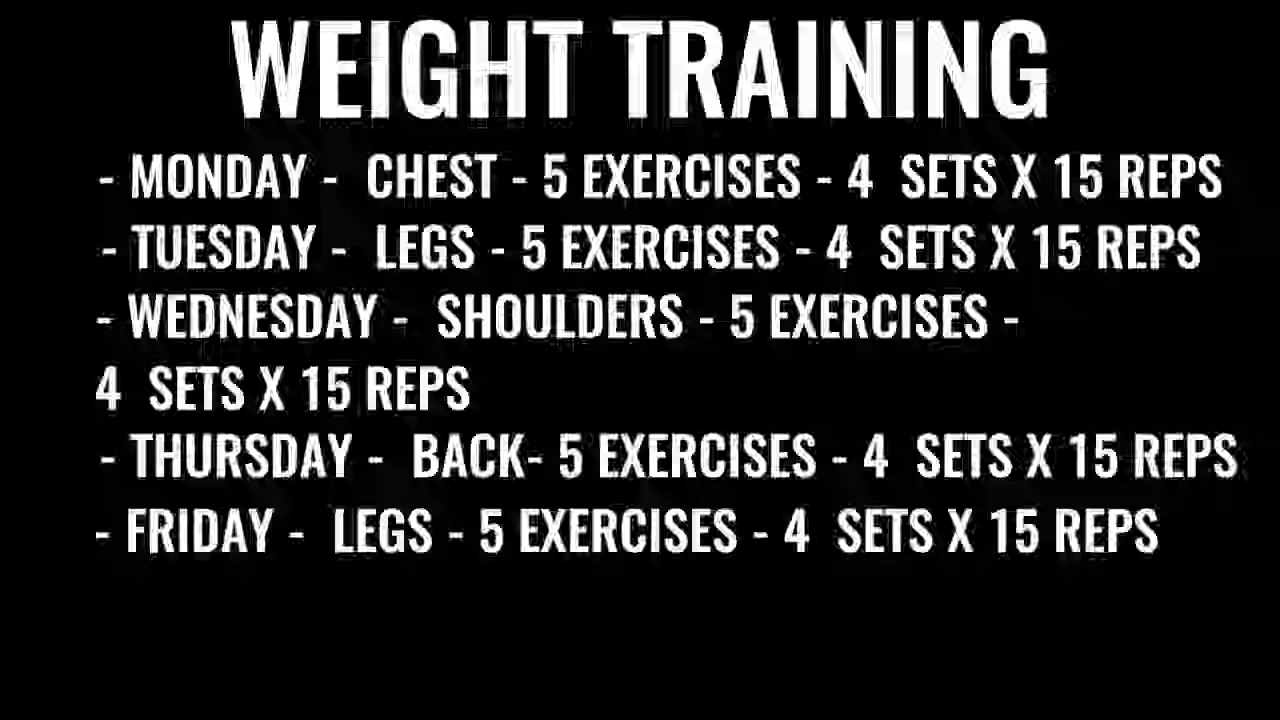 WEIGHT TRAINING
- MONDAY - CHEST - 5 EXERCISES - 4 SETS X 15 REPS
- TUESDAY - LEGS - 5 EXERCISES - 4 SETS X 15 REPS
- WEDNESDAY - SHOULDERS - 5 EXERCISES -
4 SETS X 15 REPS
- THURSDAY - BACK- 5 EXERCISES - 4 SETS X 15 REPS
- FRIDAY - LEGS - 5 EXERCISES - 4 SETS X 15 REPS